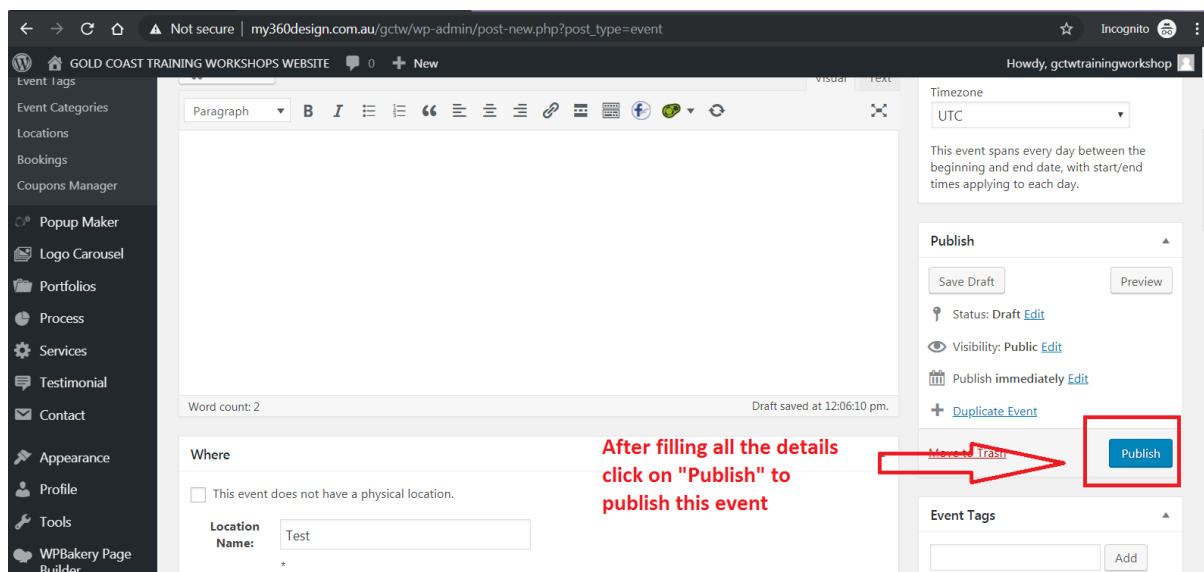 Not secure | my360design.com.au/gctw/wp-admin/post-new.php?post_type=event
Incognito
GOLD COAST TRAINING WORKSHOPS WEBSITE 0 + New
Howdy, gctwtrainingworkshop
Event Tags
Event Categories
Locations
Bookings
Coupons Manager
Popup Maker
Logo Carousel
Portfolios
Process
Services
Testimonial
Contact
Appearance
Profile
Tools
WPBakery Page
Builder
Visual Text
Paragraph B I
Word count: 2
Draft saved at 12:06:10 pm.
Where
This event does not have a physical location.
Location
Name:
Test
*
After filling all the details
click on "Publish" to
publish this event
Timezone
UTC
This event spans every day between the
beginning and end date, with start/end
times applying to each day.
Publish
Save Draft
Preview
Status: Draft Edit
Visibility: Public Edit
Publish immediately Edit
Duplicate Event
Move to Trash
Publish
Event Tags
Add